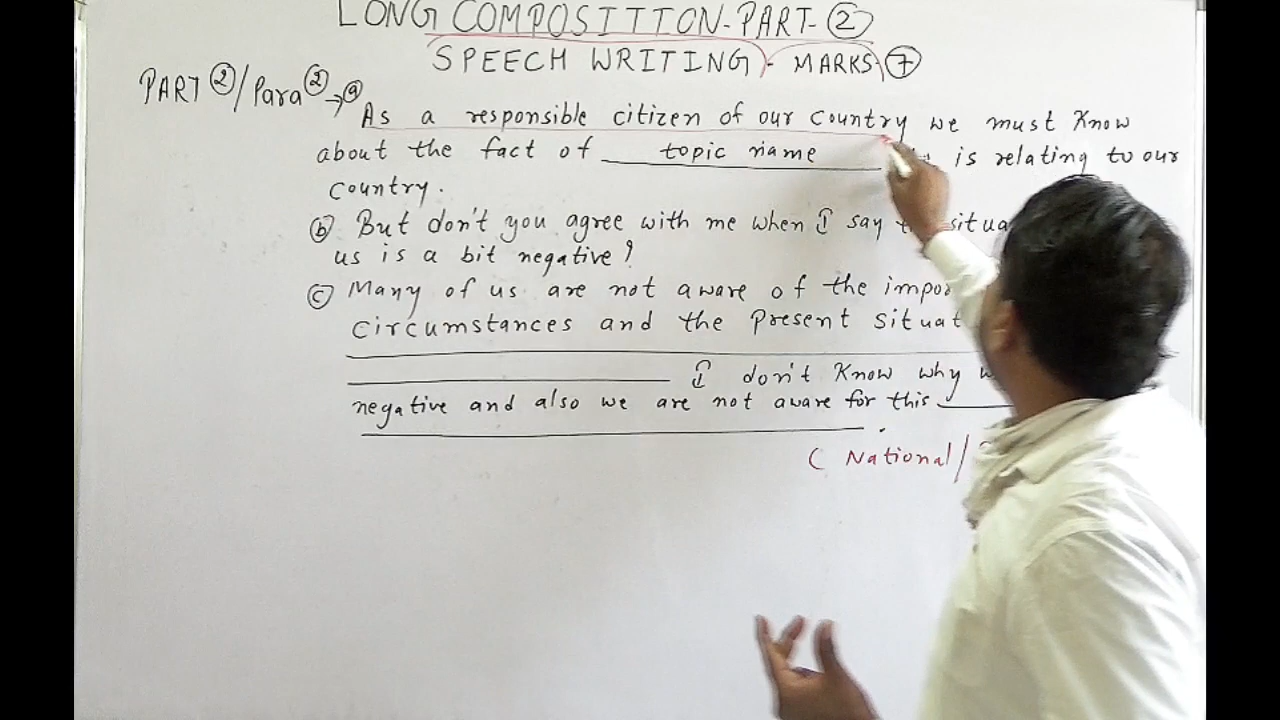 LONG COMPOSITION-PART-②
SPEECH WRITING - MARKS ⑦
PART ②/Para ② → ⓐ
As a responsible citizen of our country we must know
about the fact of ___ topic name ___ is relating to our
country.
ⓑ But don't you agree with me when I say
us is a bit negative?
ⓒ Many of us are not aware of the
circumstances and the present
I don't know why
negative and also we are not aware for this
( National/